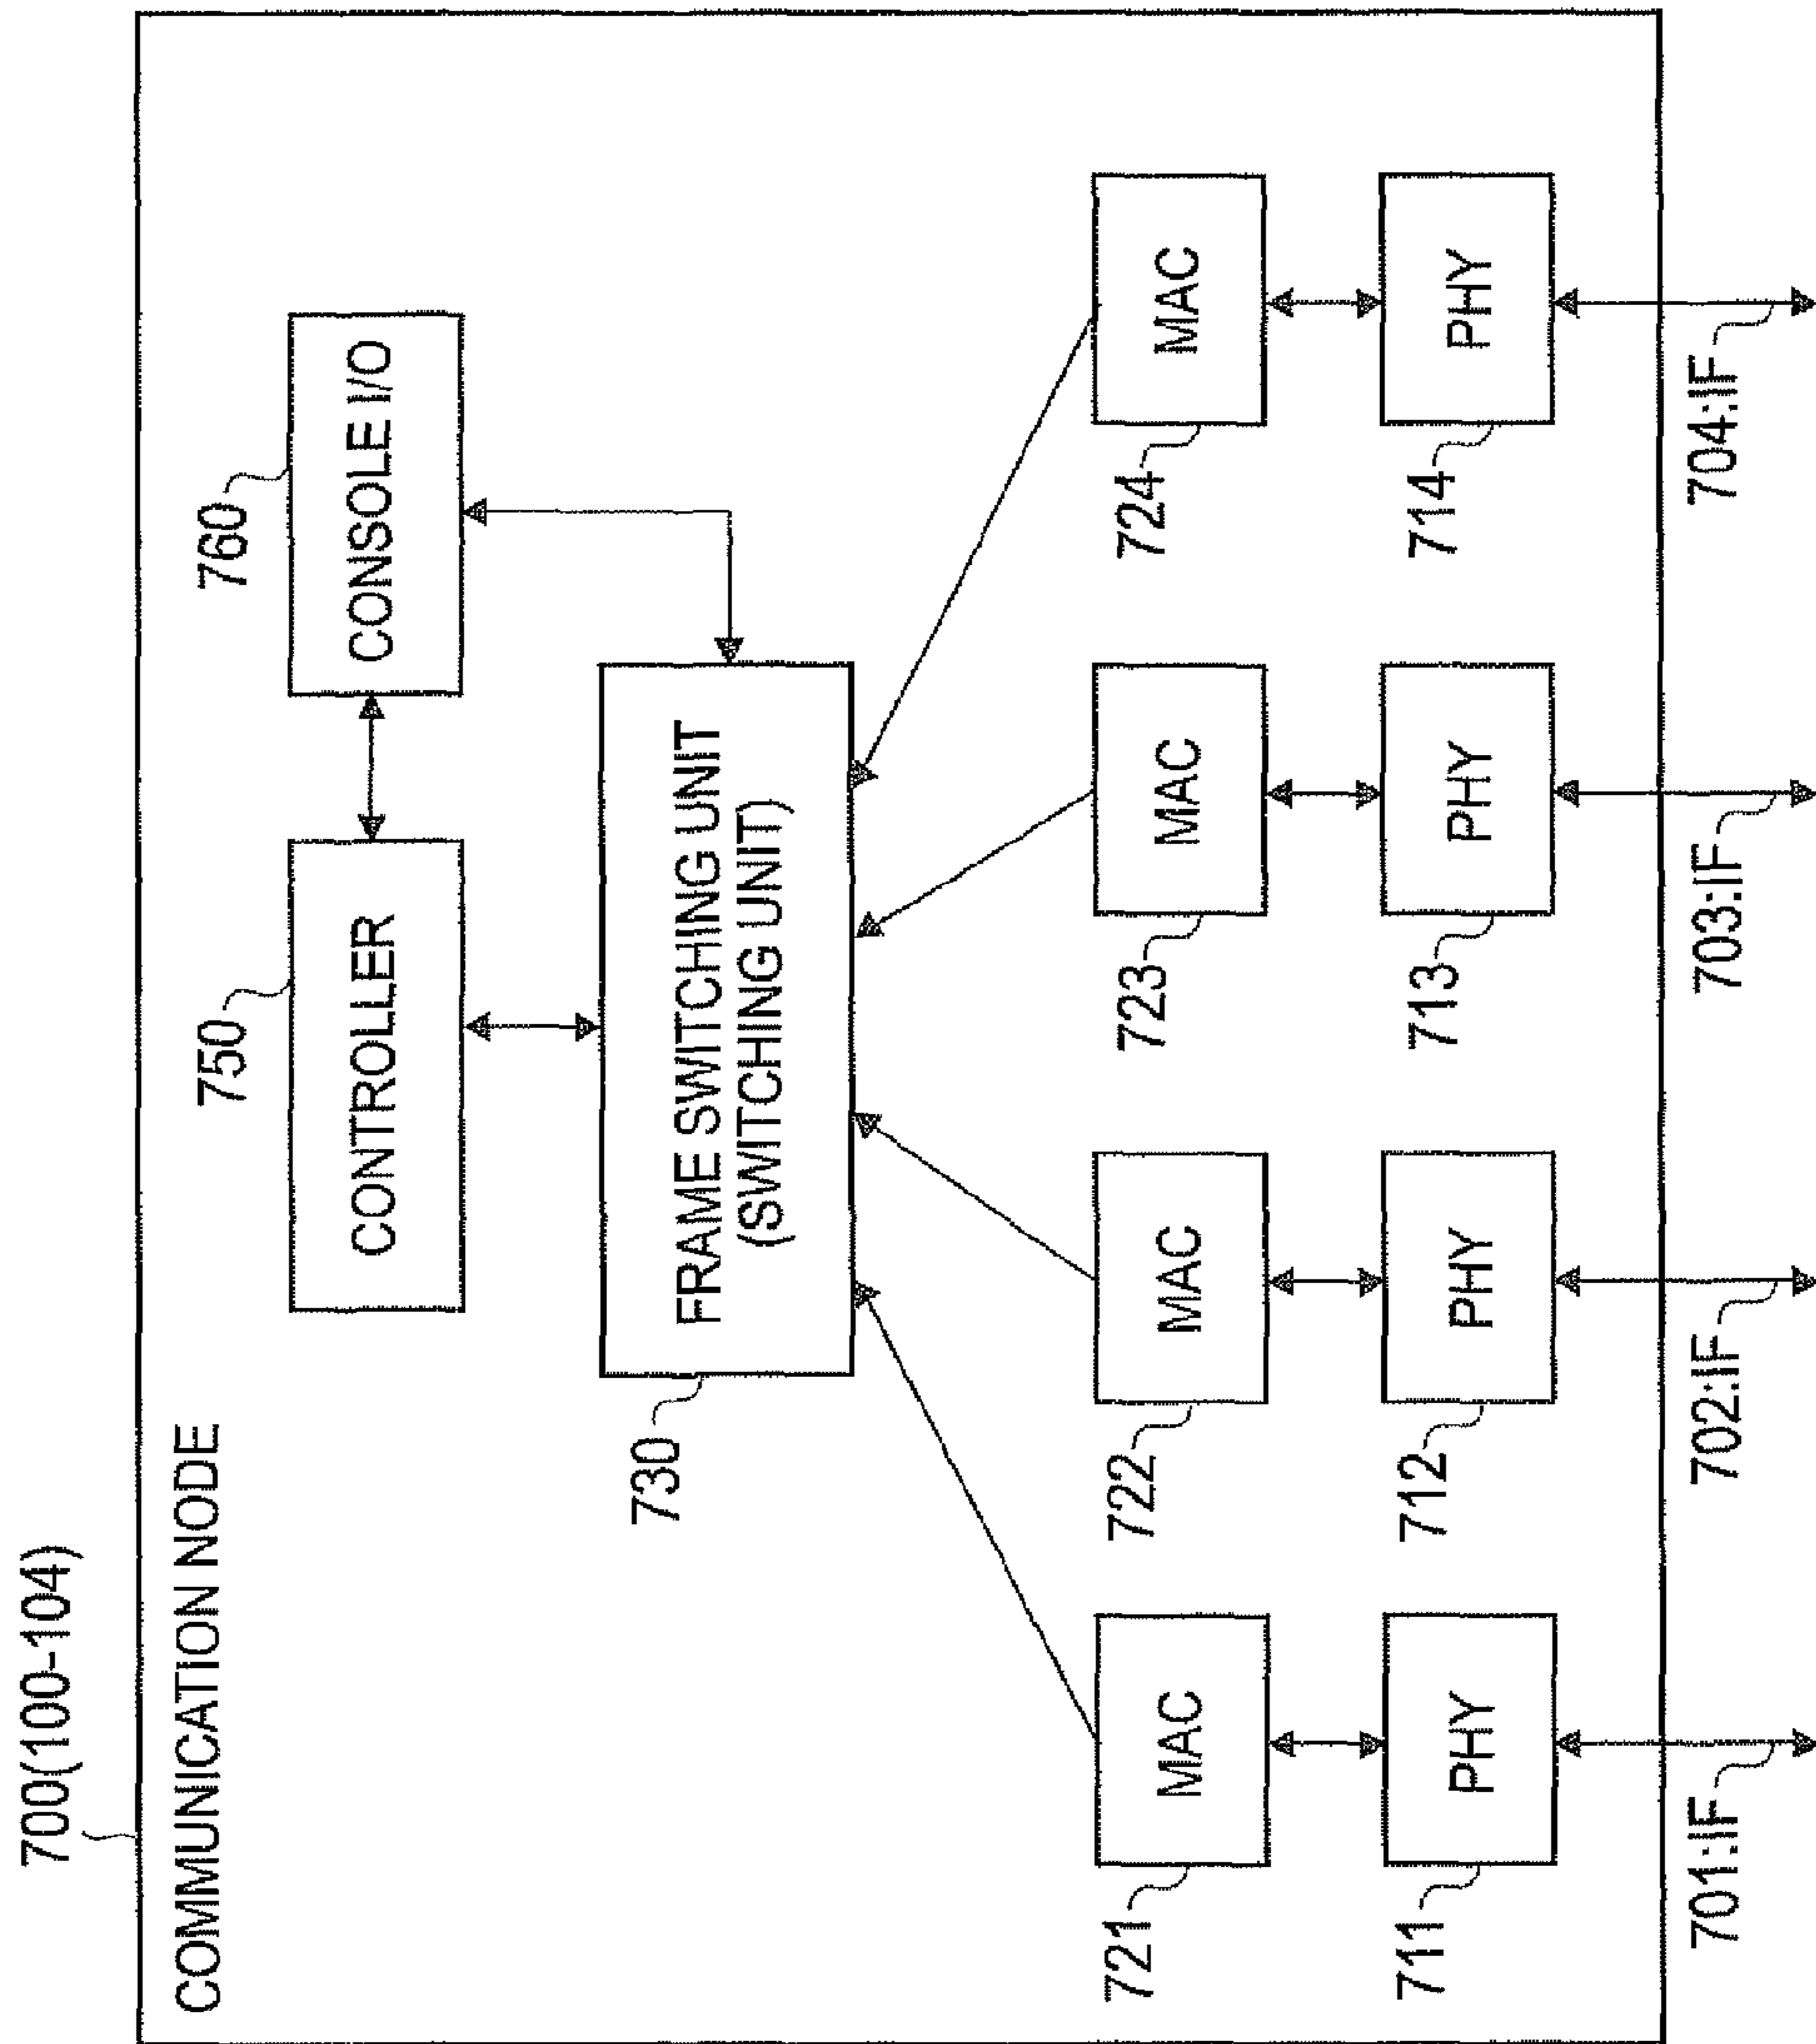 700(100-104)
COMMUNICATION NODE
750
760
CONTROLLER
CONSOLE I/O
730
FRAME SWITCHING UNIT
(SWITCHING UNIT)
721
722
723
724
MAC
MAC
MAC
MAC
711
712
713
714
PHY
PHY
PHY
PHY
701:IF
702:IF
703:IF
704:IF